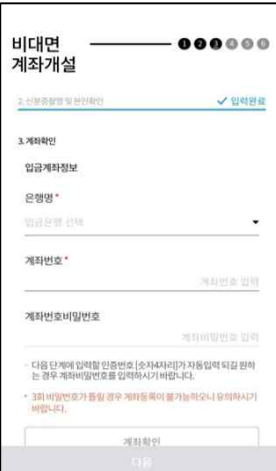 비대면
계좌개설
1 2 3 4 5 6
2. 신분증촬영 및 본인확인
✓ 입력완료
3. 계좌확인
입금계좌정보
은행명 *
입금은행 선택
계좌번호 *
계좌번호 입력
계좌번호비밀번호
계좌비밀번호 입력
- 다음 단계에 입력할 인증번호 [숫자4자리]가 자동입력 되길 원하
는 경우 계좌비밀번호를 입력하시기 바랍니다.
* 3회 비밀번호가 틀릴 경우 계좌등록이 불가능하오니 유의하시기
바랍니다.
계좌확인
다음